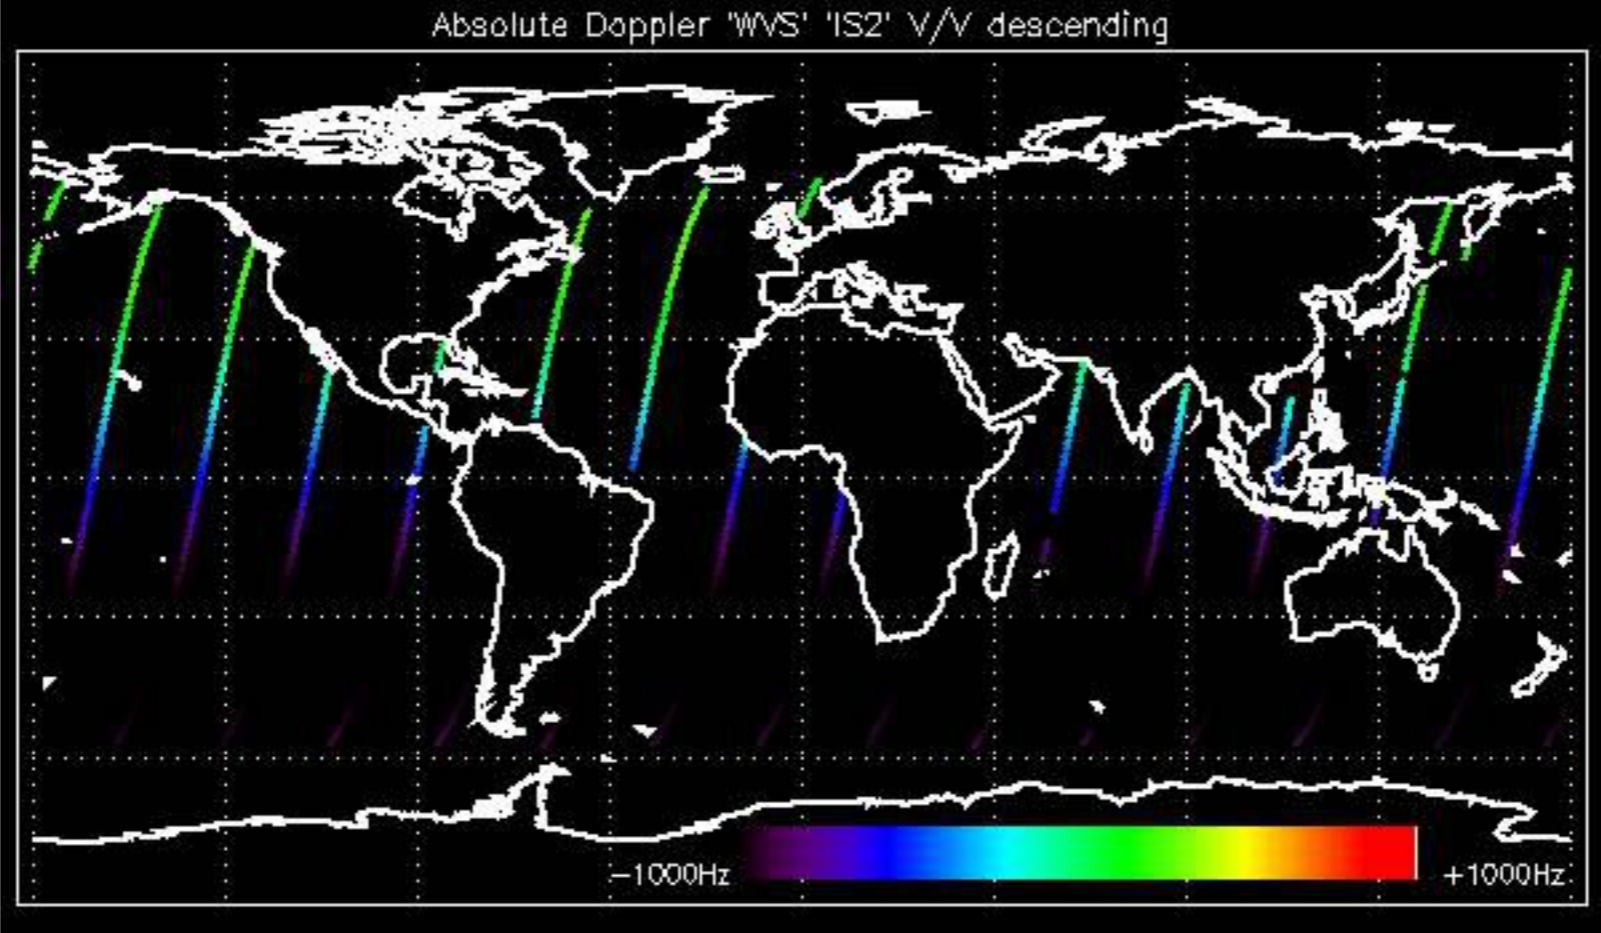 Absolute Doppler 'WVS' 'IS2' V/V descending
−1000Hz
+1000Hz